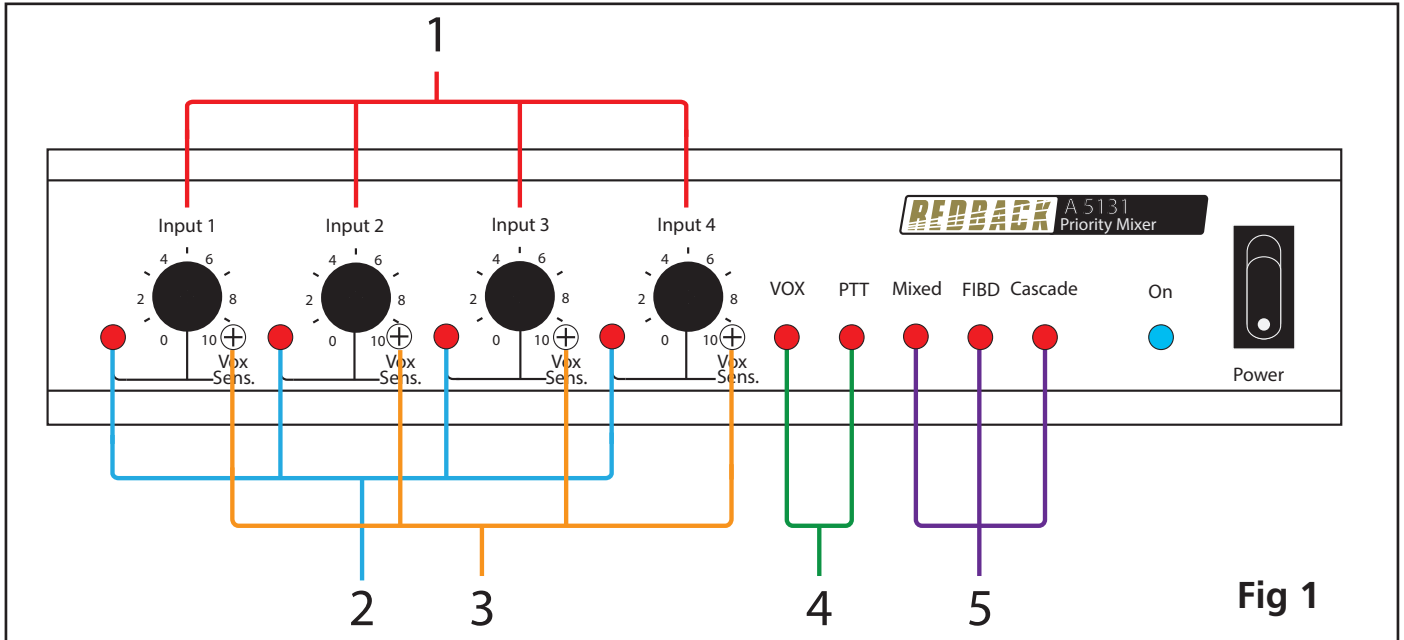 1
Input 1 Input 2 Input 3 Input 4
REDBACK A 5131
Priority Mixer
4 6 4 6 4 6 4 6
2 8 2 8 2 8 2 8
VOX PTT Mixed FIBD Cascade On
0 10 0 10 0 10 0 10
Vox Vox Vox Vox
Sens. Sens. Sens. Sens.
Power
2 3 4 5
Fig 1